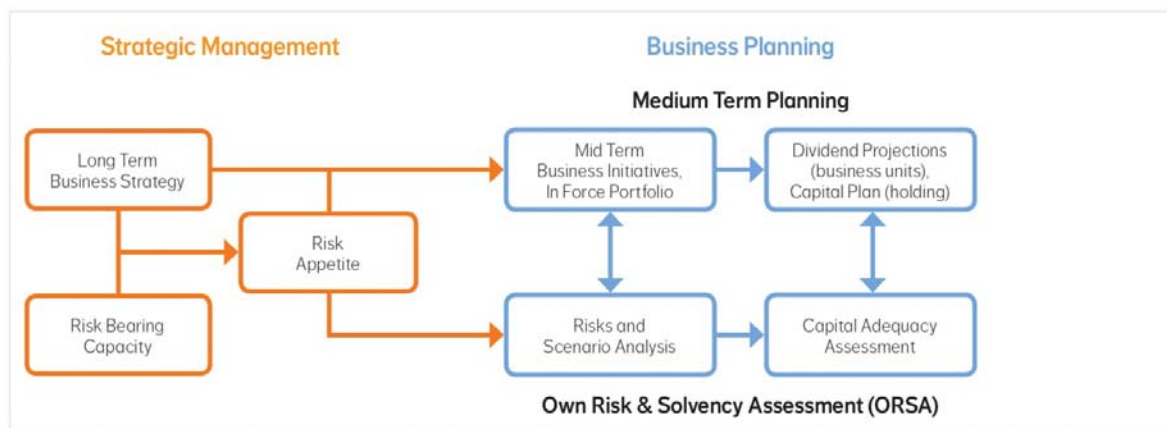 Strategic Management
Business Planning
Medium Term Planning
Long Term
Business Strategy
Mid Term
Business Initiatives,
In Force Portfolio
Dividend Projections
(business units),
Capital Plan (holding)
Risk
Appetite
Risk Bearing
Capacity
Risks and
Scenario Analysis
Capital Adequacy
Assessment
Own Risk & Solvency Assessment (ORSA)